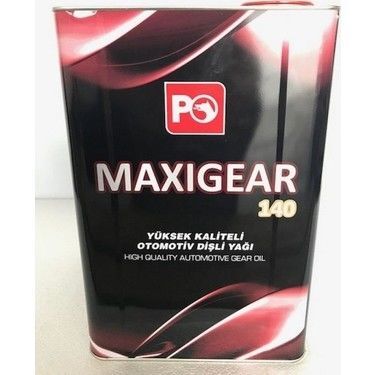 PO
MAXIGEAR
140
YÜKSEK KALİTELİ
OTOMOTİV DİŞLİ YAĞI
HIGH QUALITY AUTOMOTIVE GEAR OIL